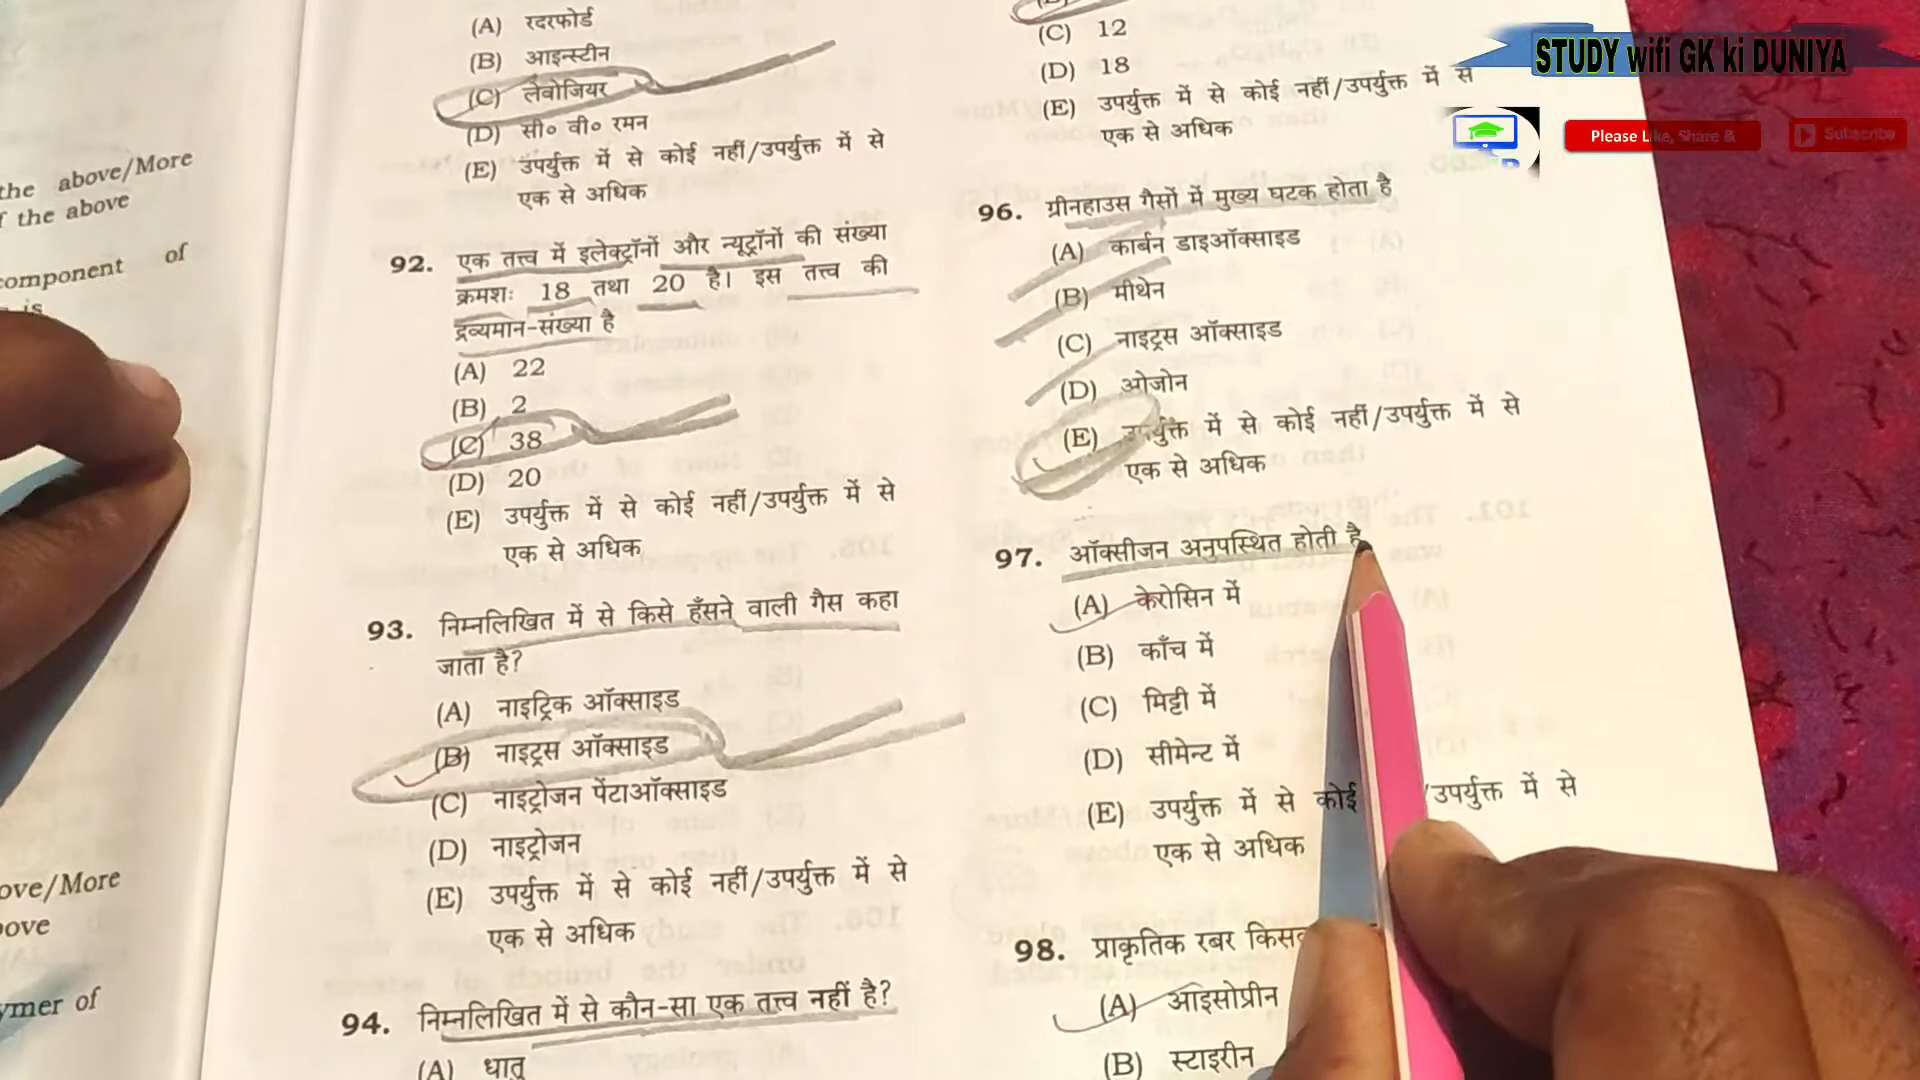 the above/More
f the above
component of
is
ove/More
ove
ymer of
(A) रदरफोर्ड
(B) आइन्स्टीन
(C) लेवोजियर
(D) सी० वी० रमन
(E) उपर्युक्त में से कोई नहीं/उपर्युक्त में से
एक से अधिक
92. एक तत्त्व में इलेक्ट्रॉनों और न्यूट्रॉनों की संख्या
क्रमशः 18 तथा 20 है। इस तत्त्व की
द्रव्यमान-संख्या है
(A) 22
(B) 2
(C) 38
(D) 20
(E) उपर्युक्त में से कोई नहीं/उपर्युक्त में से
एक से अधिक
93. निम्नलिखित में से किसे हँसने वाली गैस कहा
जाता है?
(A) नाइट्रिक ऑक्साइड
(B) नाइट्रस ऑक्साइड
(C) नाइट्रोजन पेंटाऑक्साइड
(D) नाइट्रोजन
(E) उपर्युक्त में से कोई नहीं/उपर्युक्त में से
एक से अधिक
94. निम्नलिखित में से कौन-सा एक तत्त्व नहीं है?
(A) धातु
(C) 12
(D) 18
(E) उपर्युक्त में से कोई नहीं/उपर्युक्त में से
एक से अधिक
96. ग्रीनहाउस गैसों में मुख्य घटक होता है
(A) कार्बन डाइऑक्साइड
(B) मीथेन
(C) नाइट्रस ऑक्साइड
(D) ओजोन
(E) उपर्युक्त में से कोई नहीं/उपर्युक्त में से
एक से अधिक
97. ऑक्सीजन अनुपस्थित होती है
(A) केरोसिन में
(B) काँच में
(C) मिट्टी में
(D) सीमेन्ट में
(E) उपर्युक्त में से कोई /उपर्युक्त में से
एक से अधिक
98. प्राकृतिक रबर
(A) आइसोप्रीन
(B) स्टाइरीन
STUDY wifi GK ki DUNIYA
Please Like, Share &
Subscribe